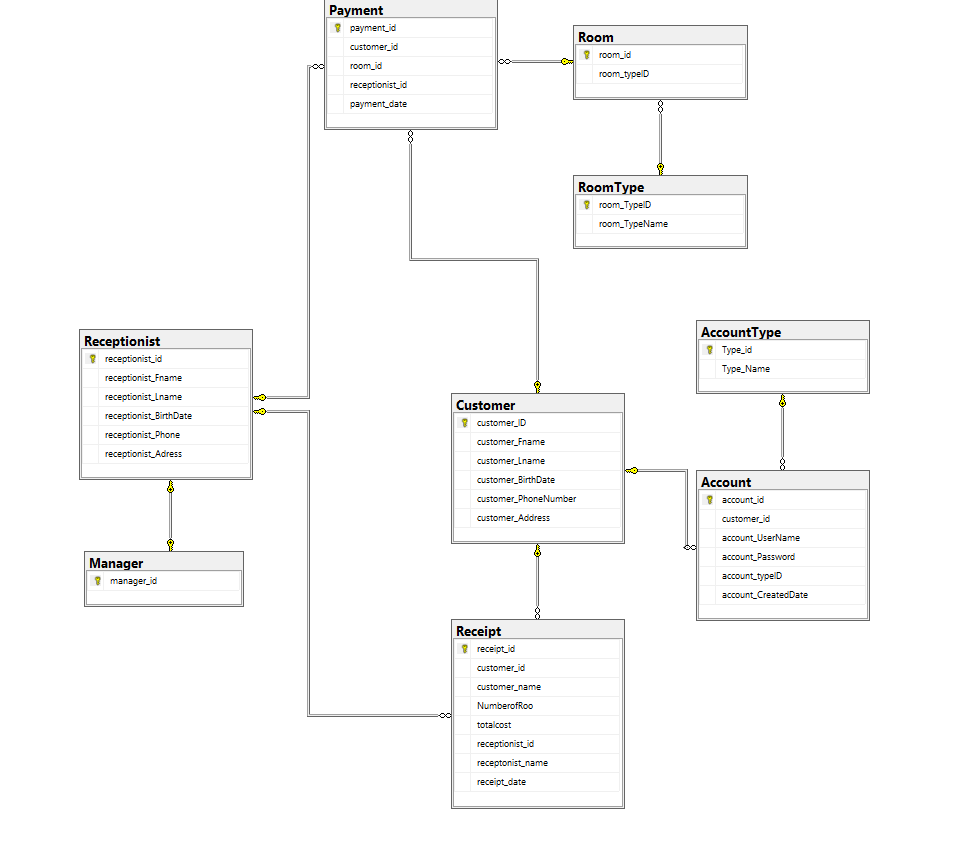 Payment
payment_id
customer_id
room_id
receptionist_id
payment_date
Room
room_id
room_typeID
RoomType
room_TypeID
room_TypeName
Receptionist
receptionist_id
receptionist_Fname
receptionist_Lname
receptionist_BirthDate
receptionist_Phone
receptionist_Adress
AccountType
Type_id
Type_Name
Customer
customer_ID
customer_Fname
customer_Lname
customer_BirthDate
customer_PhoneNumber
customer_Address
Account
account_id
customer_id
account_UserName
account_Password
account_typeID
account_CreatedDate
Manager
manager_id
Receipt
receipt_id
customer_id
customer_name
NumberofRoo
totalcost
receptionist_id
receptonist_name
receipt_date